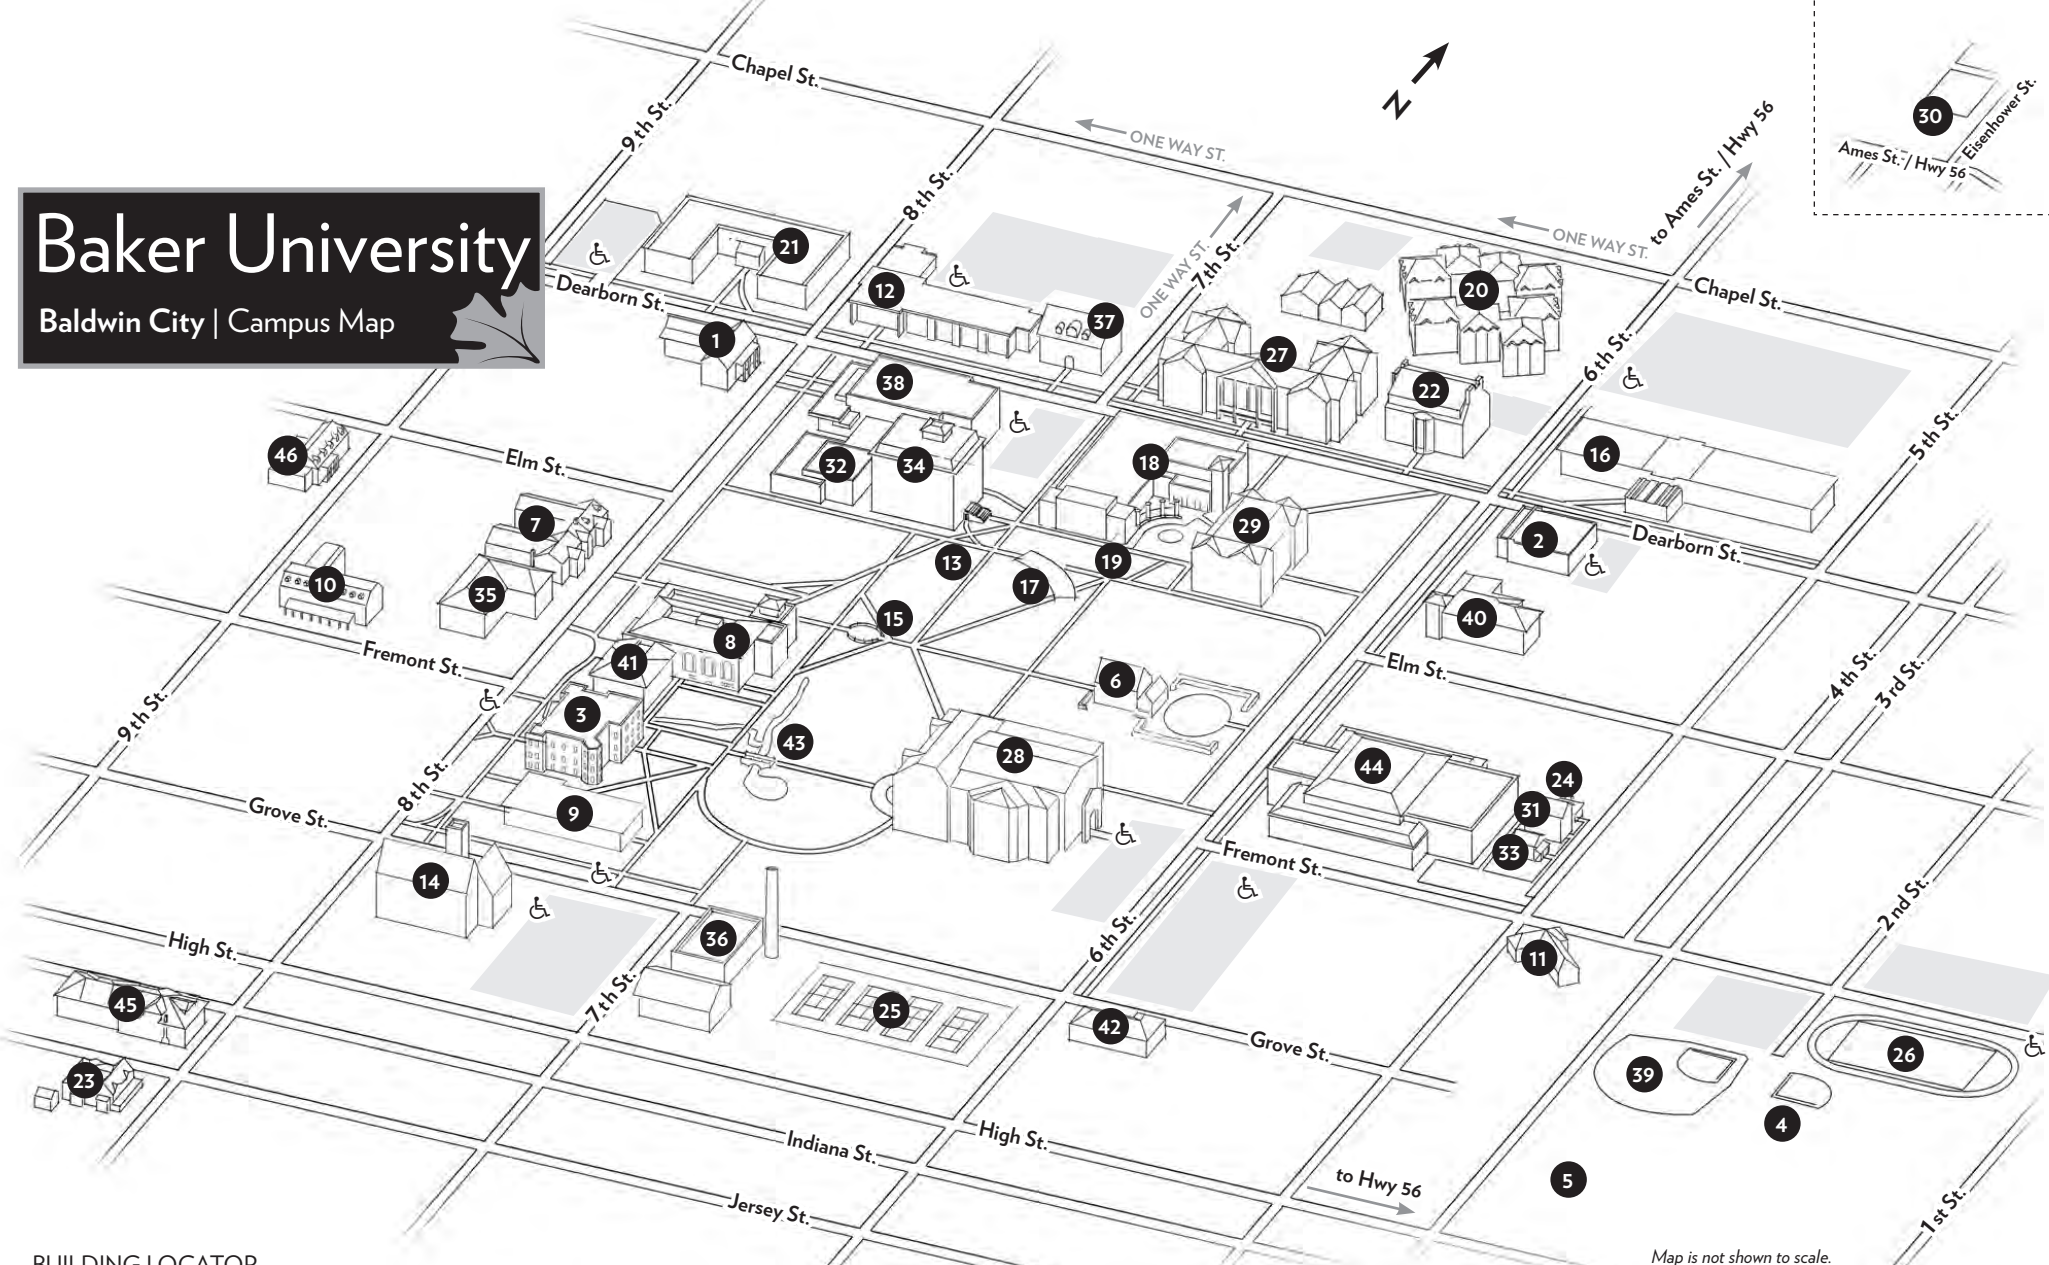 Baker University
Baldwin City | Campus Map
Chapel St.
9th St.
8th St.
ONE WAY ST.
N
ONE WAY ST.
7th St.
ONE WAY ST.
to Ames St. / Hwy 56
30
Eisenhower St.
Ames St. / Hwy 56
Chapel St.
21
12
37
20
Dearborn St.
1
38
27
22
6th St.
5th St.
46
Elm St.
32
34
18
16
7
29
2
Dearborn St.
10
35
13
17
19
15
40
8
Fremont St.
41
6
Elm St.
4th St.
3rd St.
9th St.
3
43
28
44
24
31
33
8th St.
Grove St.
9
Fremont St.
14
36
6th St.
2nd St.
High St.
11
45
7th St.
25
42
Grove St.
39
26
23
4
Indiana St.
High St.
to Hwy 56
5
Jersey St.
1st St.
BUILDING LOCATOR
Map is not shown to scale.